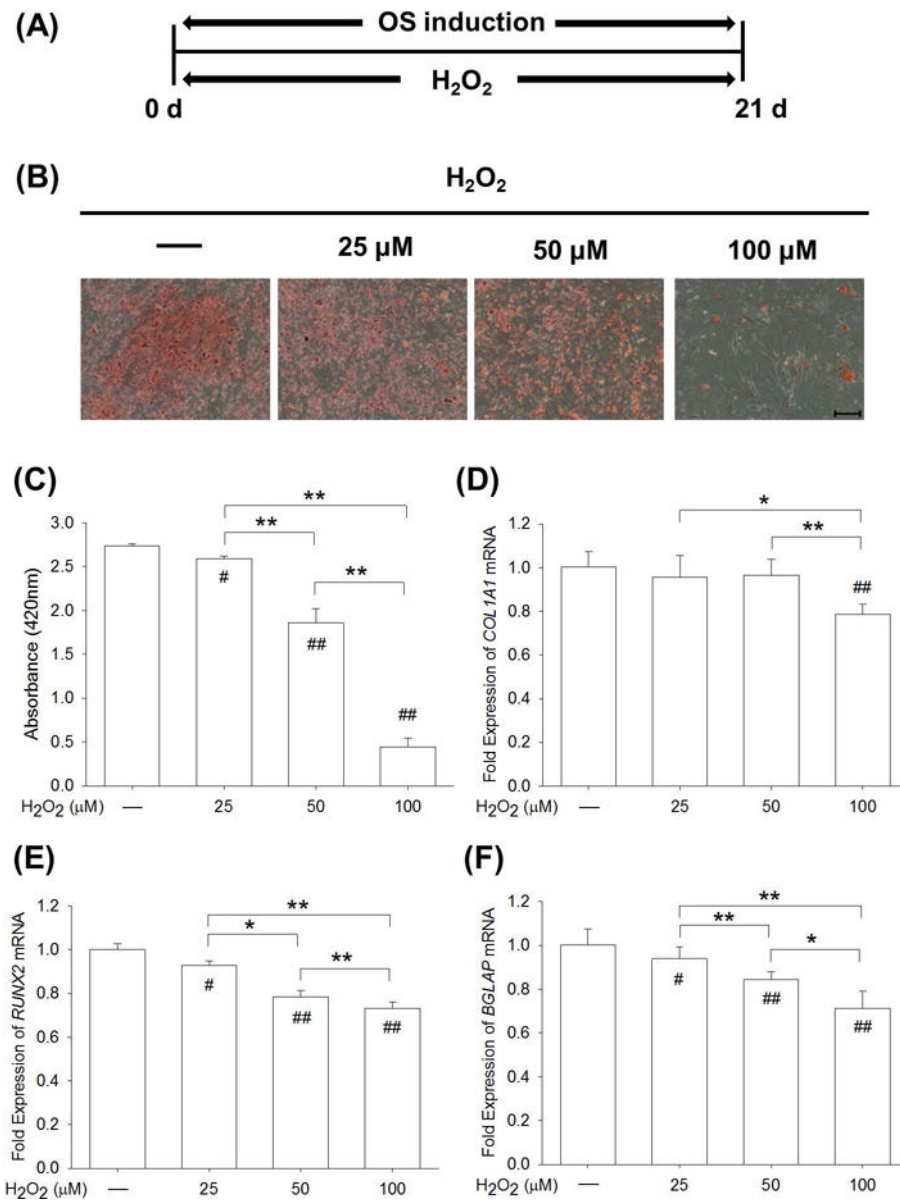 (A)
OS induction
H₂O₂
0 d
21 d
(B)
H₂O₂
—
25 µM
50 µM
100 µM
(C)
Absorbance (420nm)
3.0
2.5
2.0
1.5
1.0
0.5
0.0
**
**
**
#
##
##
H₂O₂ (µM) — 25 50 100
(D)
Fold Expression of COL1A1 mRNA
1.2
1.0
0.8
0.6
0.4
0.2
0.0
*
**
##
H₂O₂ (µM) — 25 50 100
(E)
Fold Expression of RUNX2 mRNA
1.2
1.0
0.8
0.6
0.4
0.2
0.0
**
*
**
#
##
##
H₂O₂ (µM) — 25 50 100
(F)
Fold Expression of BGLAP mRNA
1.2
1.0
0.8
0.6
0.4
0.2
0.0
**
**
*
#
##
##
H₂O₂ (µM) — 25 50 100